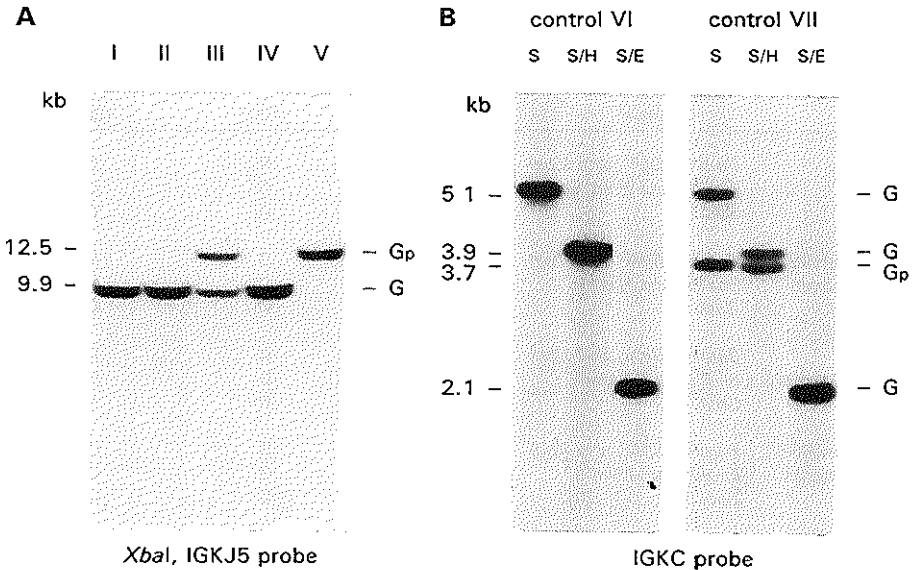 A
I II III IV V
kb
12.5 –
9.9 –
– Gp
– G
XbaI, IGKJ5 probe
B
control VI control VII
S S/H S/E S S/H S/E
kb
5 1 –
3.9 –
3.7 –
2.1 –
– G
– G
– Gp
– G
IGKC probe